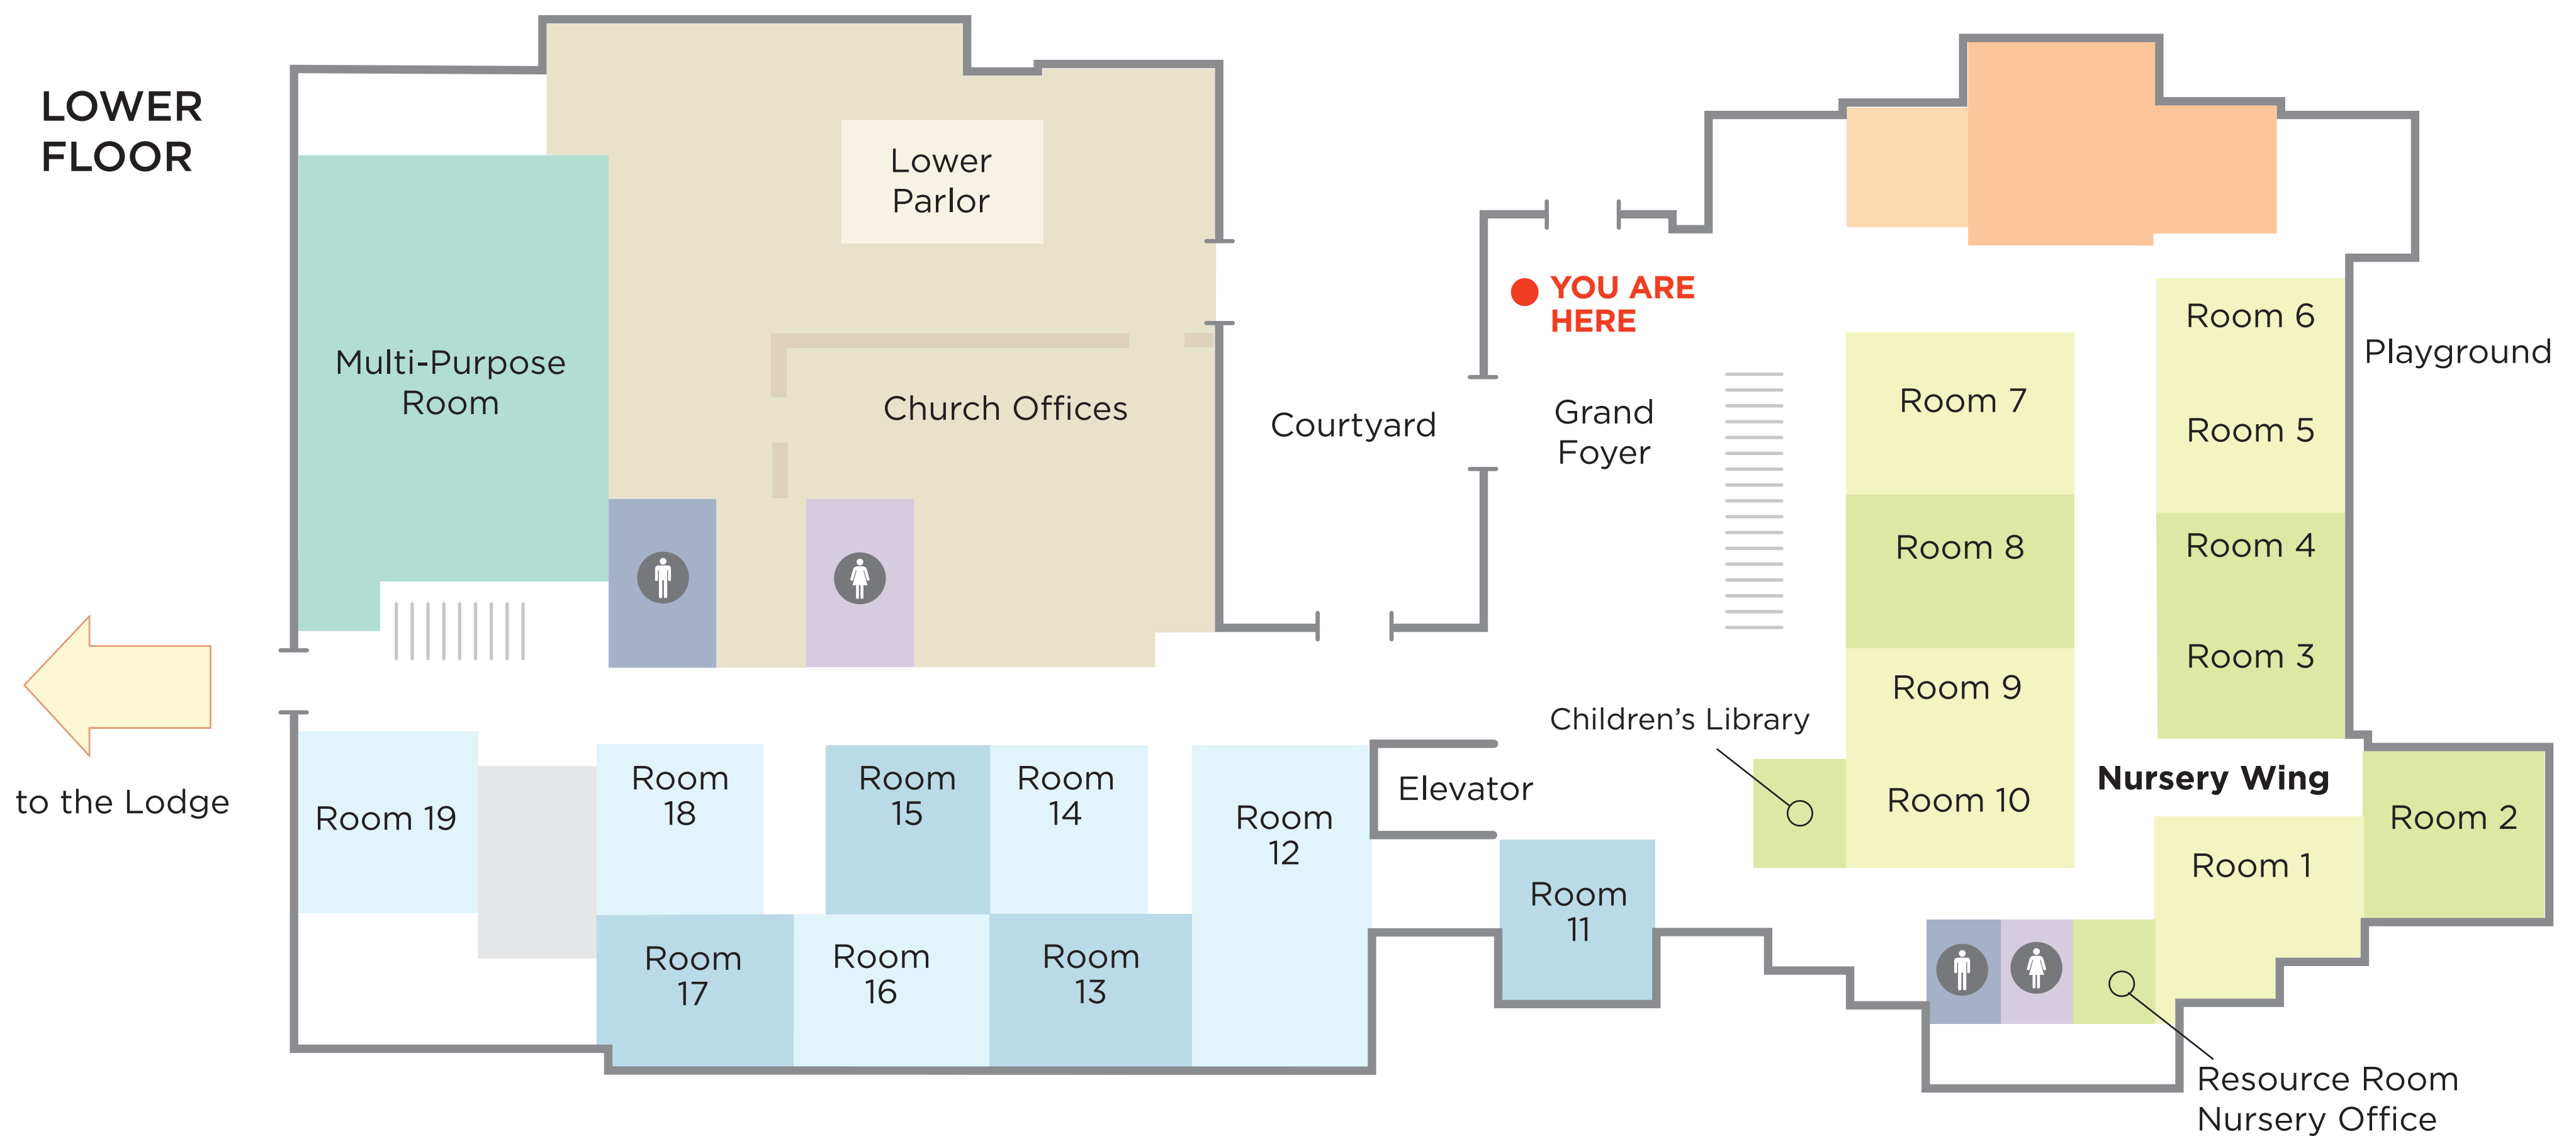 LOWER
FLOOR
Lower
Parlor
YOU ARE
HERE
Multi-Purpose
Room
Church Offices
Courtyard
Grand
Foyer
Room 7
Room 8
Room 9
Room 10
Room 6
Room 5
Room 4
Room 3
Playground
Children's Library
Nursery Wing
to the Lodge
Room 19
Room
18
Room
15
Room
14
Room
12
Elevator
Room
11
Room 1
Room 2
Room
17
Room
16
Room
13
Resource Room
Nursery Office